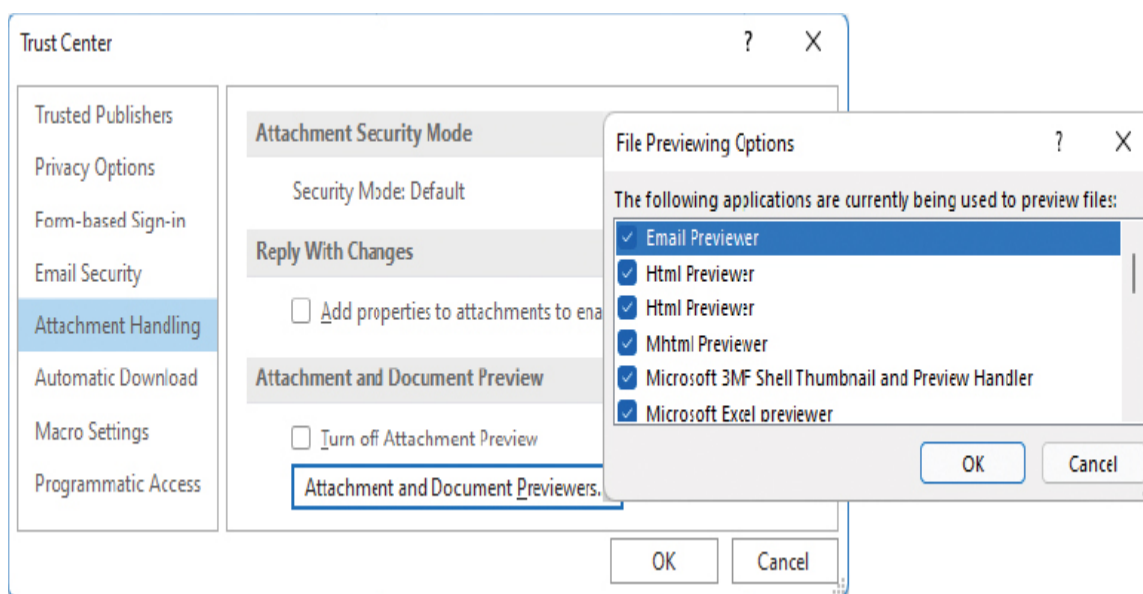 Trust Center
?
Trusted Publishers
Privacy Options
Form-based Sign-in
Email Security
Attachment Handling
Automatic Download
Macro Settings
Programmatic Access
Attachment Security Mode
Security Mode: Default
Reply With Changes
Add properties to attachments to ena
Attachment and Document Preview
Turn off Attachment Preview
Attachment and Document Previewers.
OK
Cancel
File Previewing Options
?
The following applications are currently being used to preview files:
Email Previewer
Html Previewer
Html Previewer
Mhtml Previewer
Microsoft 3MF Shell Thumbnail and Preview Handler
Microsoft Excel previewer
OK
Cancel